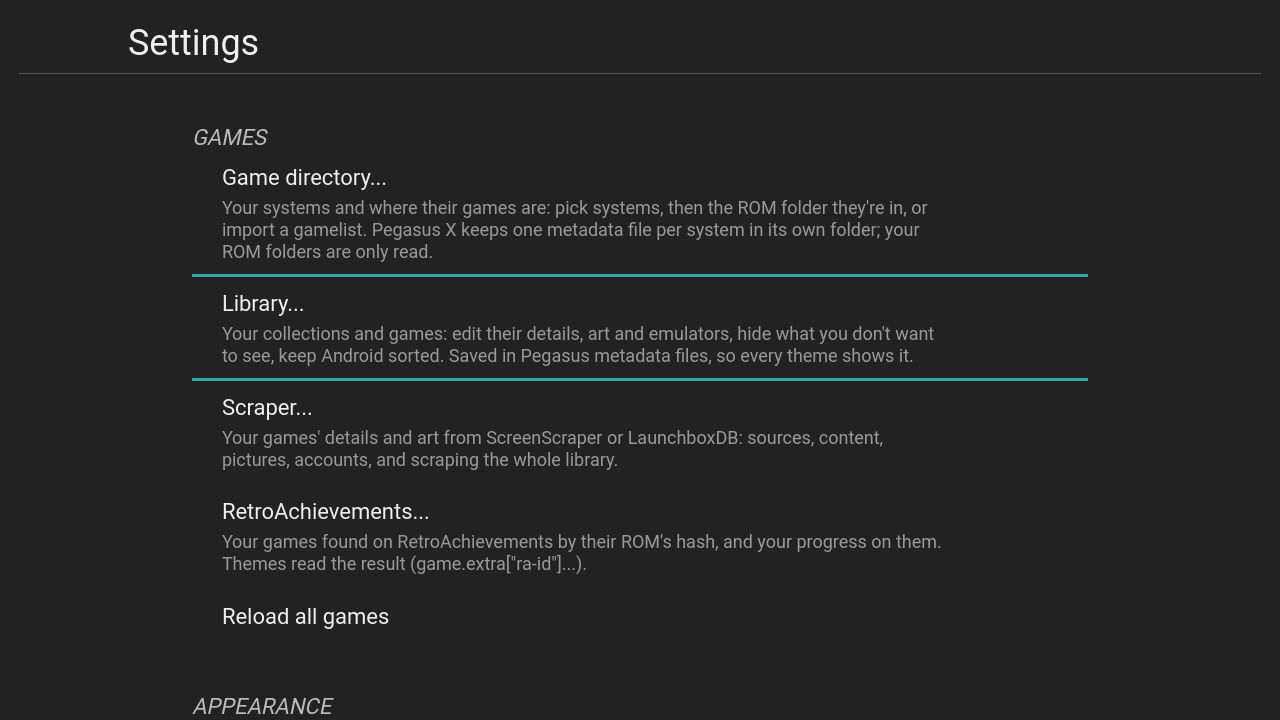 Settings
GAMES
Game directory...
Your systems and where their games are: pick systems, then the ROM folder they're in, or
import a gamelist. Pegasus X keeps one metadata file per system in its own folder; your
ROM folders are only read.
Library...
Your collections and games: edit their details, art and emulators, hide what you don't want
to see, keep Android sorted. Saved in Pegasus metadata files, so every theme shows it.
Scraper...
Your games' details and art from ScreenScraper or LaunchboxDB: sources, content,
pictures, accounts, and scraping the whole library.
RetroAchievements...
Your games found on RetroAchievements by their ROM's hash, and your progress on them.
Themes read the result (game.extra["ra-id"]...).
Reload all games
APPEARANCE